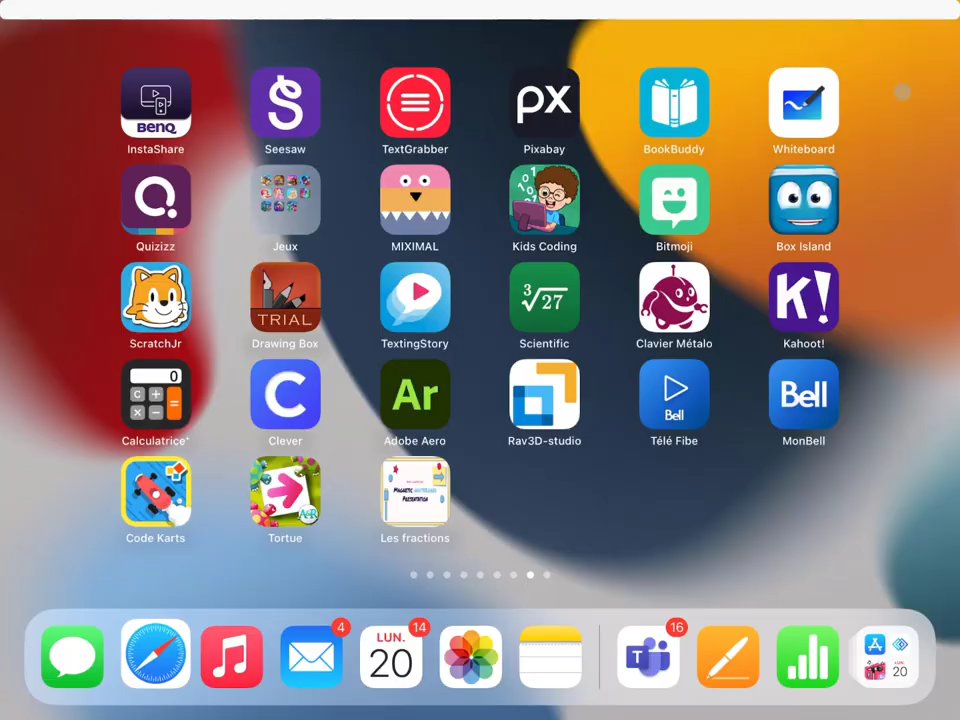 BENQ
InstaShare
S
Seesaw
TextGrabber
px
Pixabay
BookBuddy
Whiteboard
Q
Quizizz
Jeux
MIXIMAL
Kids Coding
Bitmoji
Box Island
ScratchJr
TRIAL
Drawing Box
TextingStory
3√27
Scientific
Clavier Métalo
K!
Kahoot!
0
C + = × −
Calculatrice*
C
Clever
Ar
Adobe Aero
Rav3D-studio
Bell
Télé Fibe
Bell
MonBell
Code Karts
Tortue
Les fractions
4
LUN.
20
14
T
16
LUN
20